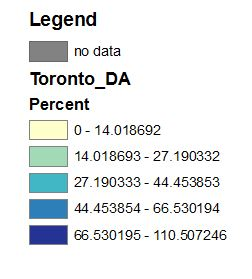 Legend
no data
Toronto_DA
Percent
0 - 14.018692
14.018693 - 27.190332
27.190333 - 44.453853
44.453854 - 66.530194
66.530195 - 110.507246